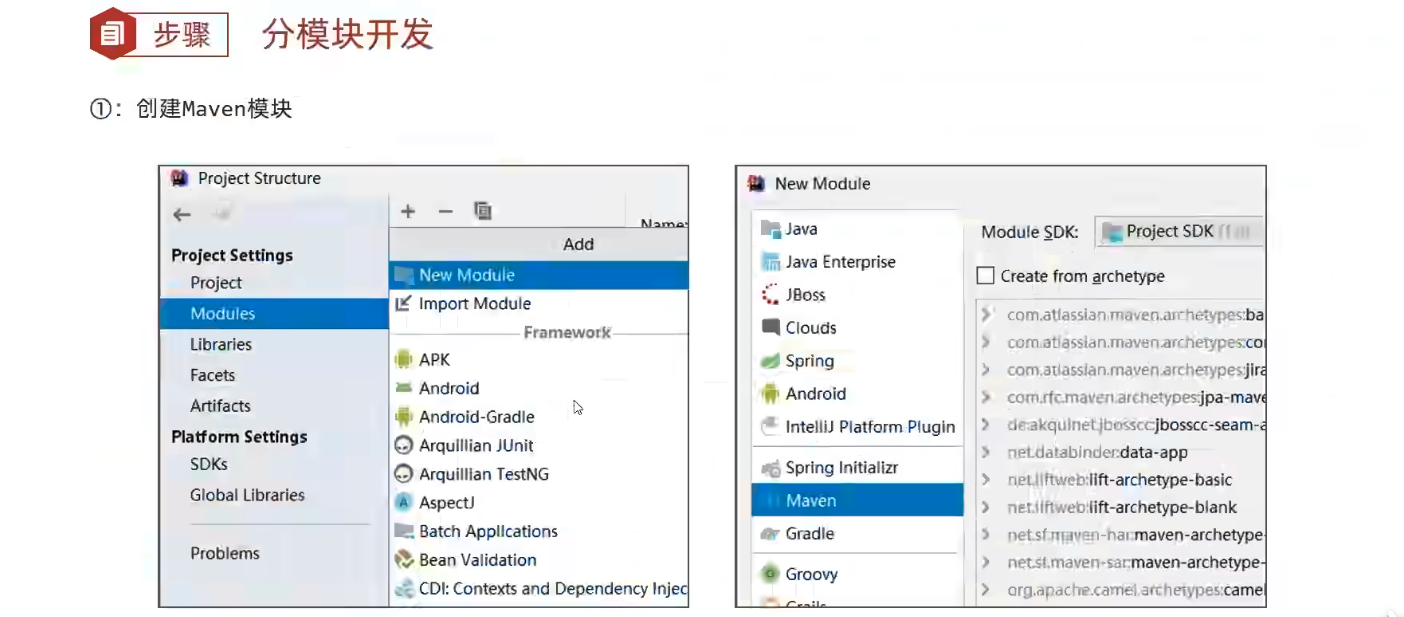 步骤 分模块开发
①: 创建Maven模块
Project Structure
Name:
Add
Project Settings
Project
Modules
Libraries
Facets
Artifacts
Platform Settings
SDKs
Global Libraries
Problems
New Module
Import Module
Framework
APK
Android
Android-Gradle
Arquillian JUnit
Arquillian TestNG
AspectJ
Batch Applications
Bean Validation
CDI: Contexts and Dependency Injec
New Module
Java
Java Enterprise
JBoss
Clouds
Spring
Android
IntelliJ Platform Plugin
Spring Initializr
Maven
Gradle
Groovy
Grails
Module SDK: Project SDK
Create from archetype
com.atlassian.maven.archetypes:ba
com.atlassian.maven.archetypes:co
com.atlassian.maven.archetypes:jira
com.rfc.maven.archetypes:jpa-mave
de.akquinet.jbosscc:jbosscc-seam-a
net.databinder:data-app
net.liftweb:lift-archetype-basic
net.liftweb:lift-archetype-blank
net.sf.maven-har:maven-archetype-
net.sf.maven-sar:maven-archetype-
org.apache.camel.archetypes:camel